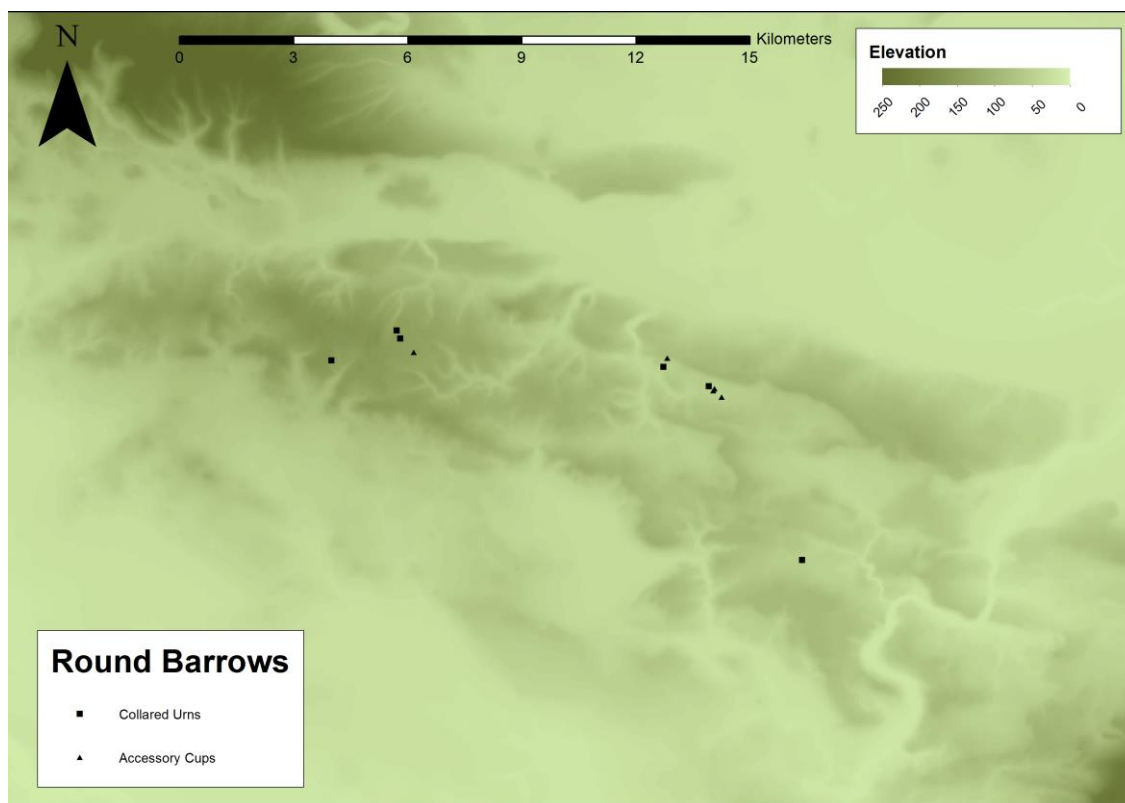 N
Kilometers
0 3 6 9 12 15
Elevation
250 200 150 100 50 0
Round Barrows
Collared Urns
Accessory Cups